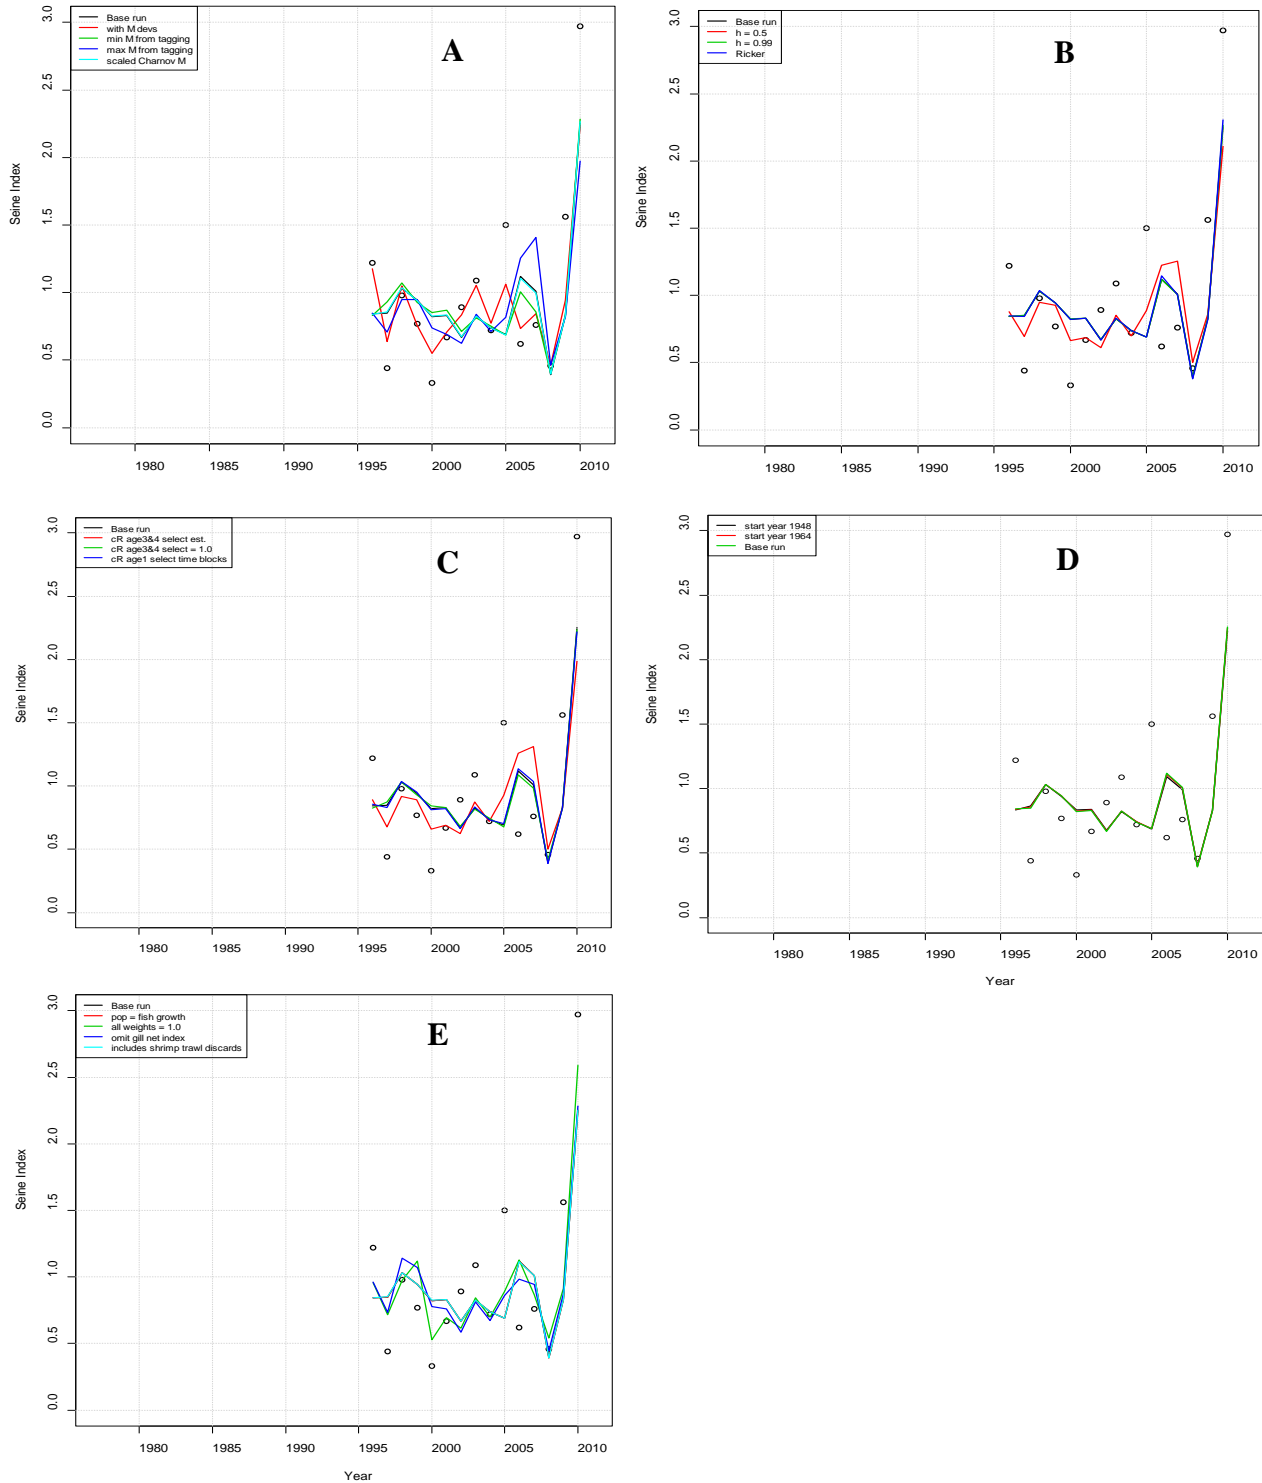 A
Base run
with M devs
min M from tagging
max M from tagging
scaled Charnov M
Seine Index
0.0 0.5 1.0 1.5 2.0 2.5 3.0
1980 1985 1990 1995 2000 2005 2010
B
Base run
h = 0.5
h = 0.99
Ricker
Seine Index
0.0 0.5 1.0 1.5 2.0 2.5 3.0
1980 1985 1990 1995 2000 2005 2010
C
Base run
cR age3&4 select est.
cR age3&4 select = 1.0
cR age1 select time blocks
Seine Index
0.0 0.5 1.0 1.5 2.0 2.5 3.0
1980 1985 1990 1995 2000 2005 2010
D
start year 1948
start year 1964
Base run
Seine Index
0.0 0.5 1.0 1.5 2.0 2.5 3.0
1980 1985 1990 1995 2000 2005 2010
Year
E
Base run
pop = fish growth
all weights = 1.0
omit gill net index
includes shrimp trawl discards
Seine Index
0.0 0.5 1.0 1.5 2.0 2.5 3.0
1980 1985 1990 1995 2000 2005 2010
Year